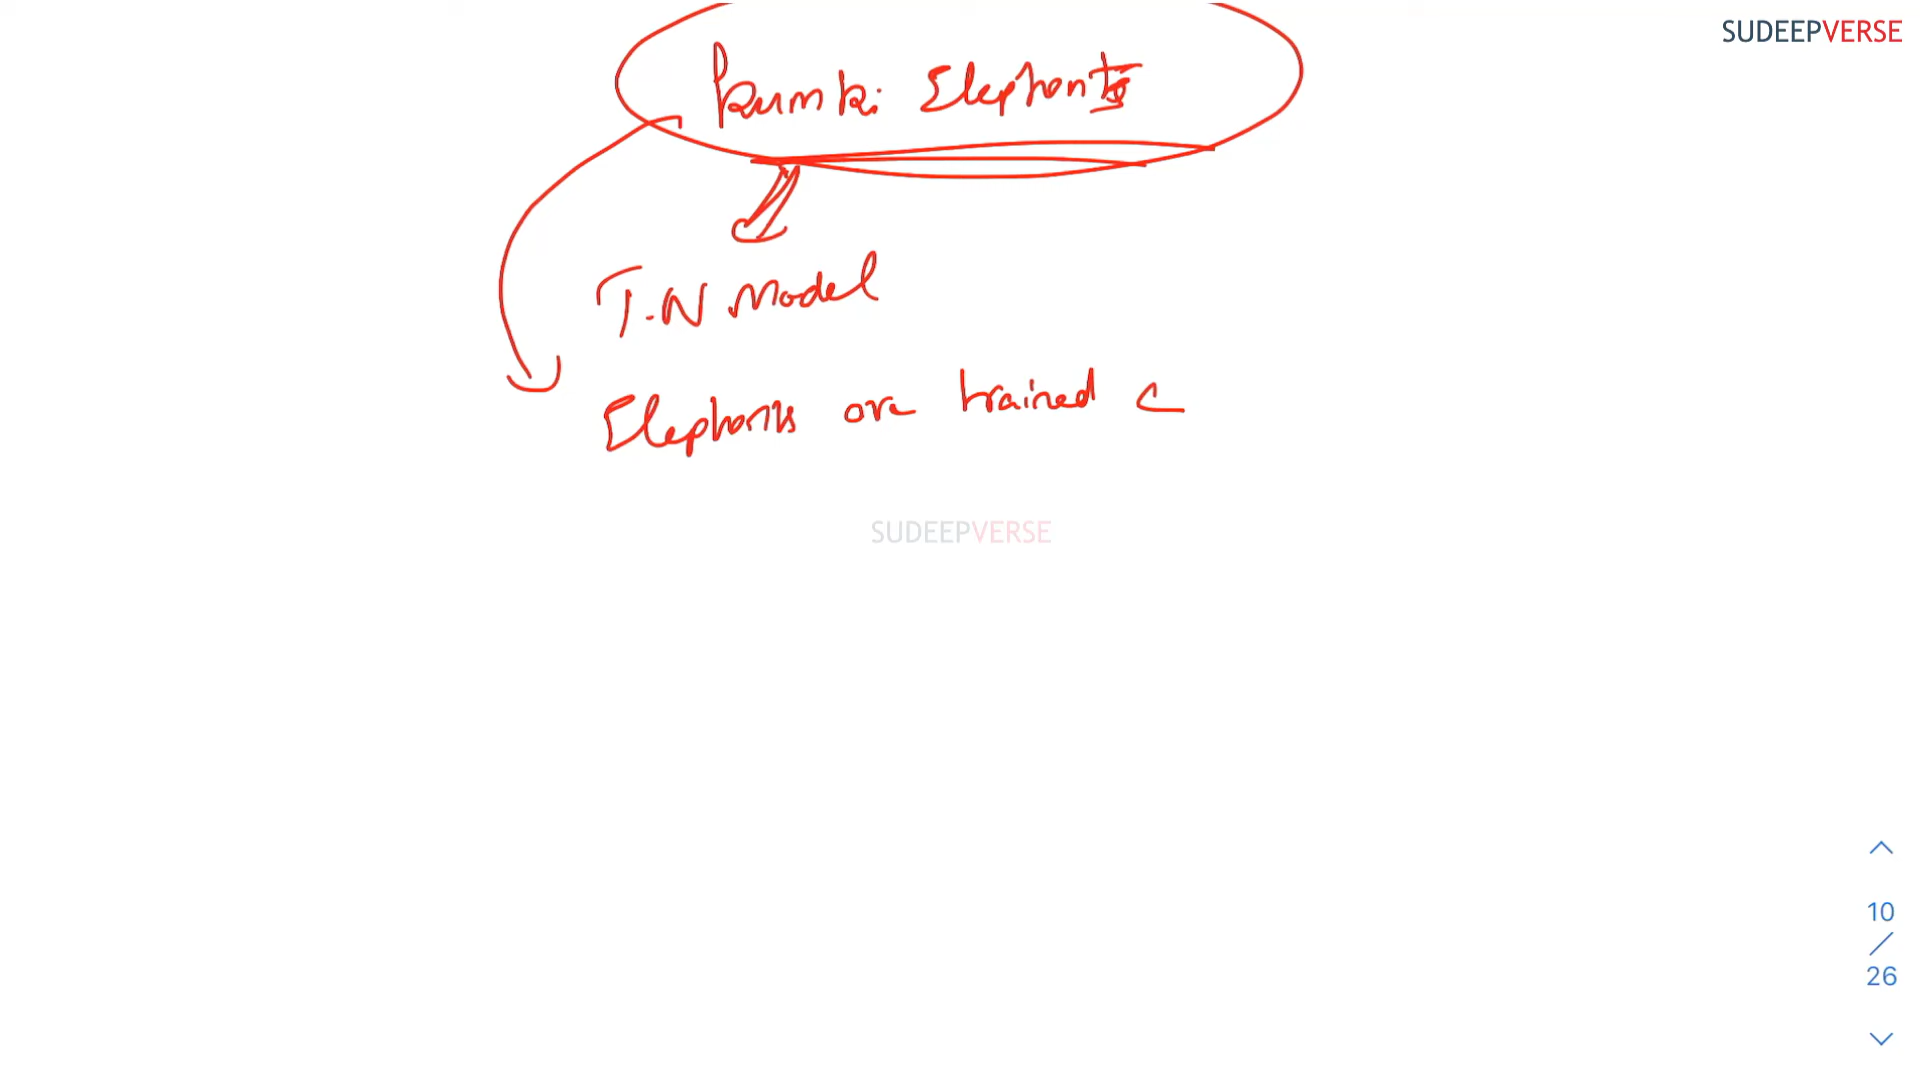 SUDEEPVERSE
Kumki Elephants
T.N Model
Elephants are trained
SUDEEPVERSE
10
/
26